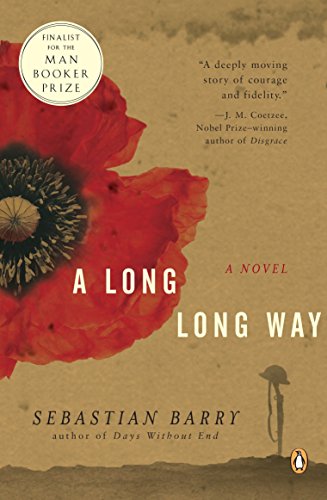 FINALIST
FOR THE
MAN
BOOKER
PRIZE
“A deeply moving
story of courage
and fidelity.”
—J. M. Coetzee,
Nobel Prize–winning
author of Disgrace
A NOVEL
A LONG
LONG WAY
SEBASTIAN BARRY
author of Days Without End